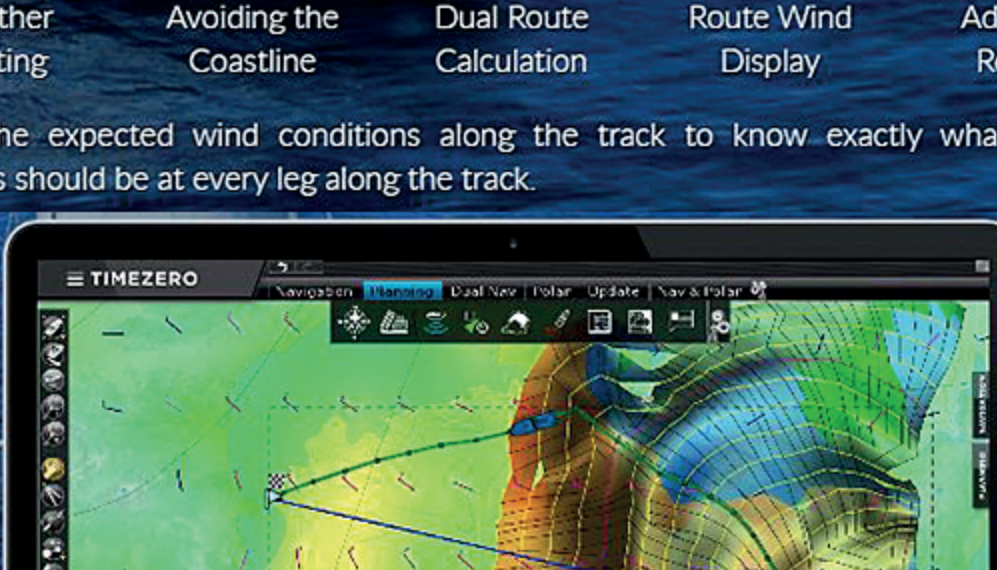 ther Avoiding the Dual Route Route Wind Ad
ting Coastline Calculation Display Re
he expected wind conditions along the track to know exactly wha
s should be at every leg along the track.
TIMEZERO
Navigation Planning Dual Nav Polar Update Nav & Polar
NAVIGATION